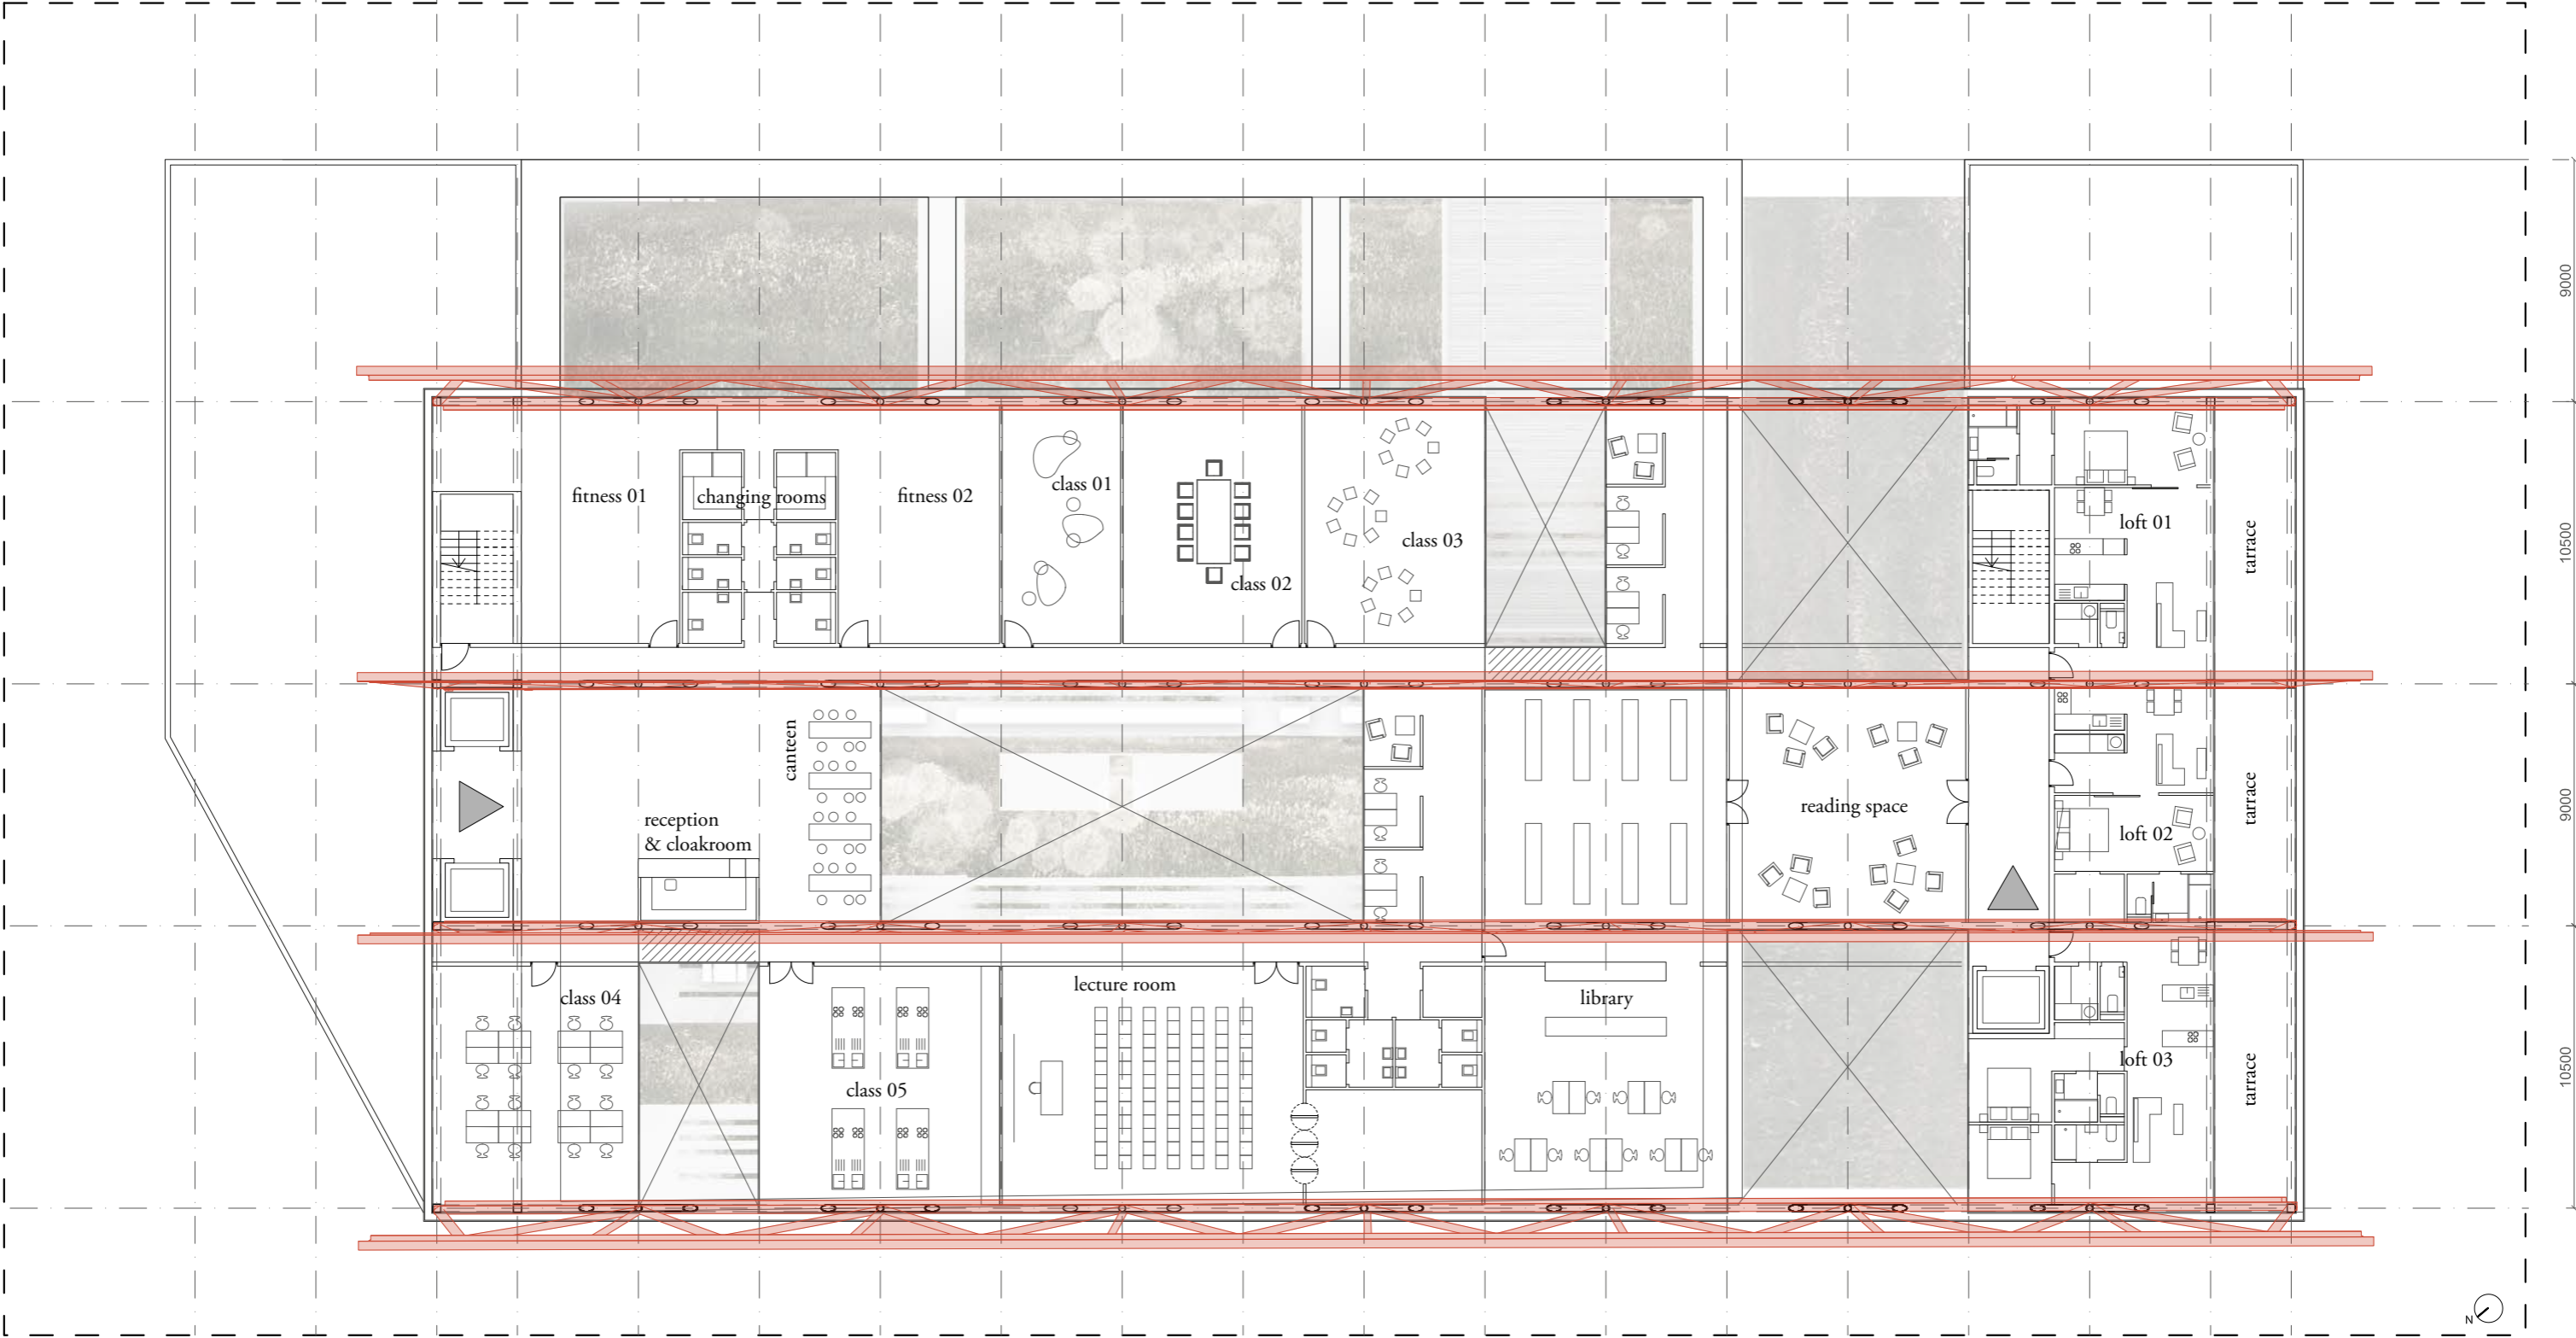 9000
fitness 01
changing rooms
fitness 02
class 01
class 02
class 03
loft 01
tarrace
10500
canteen
reception
& cloakroom
reading space
loft 02
tarrace
9000
class 04
class 05
lecture room
library
loft 03
tarrace
10500
N